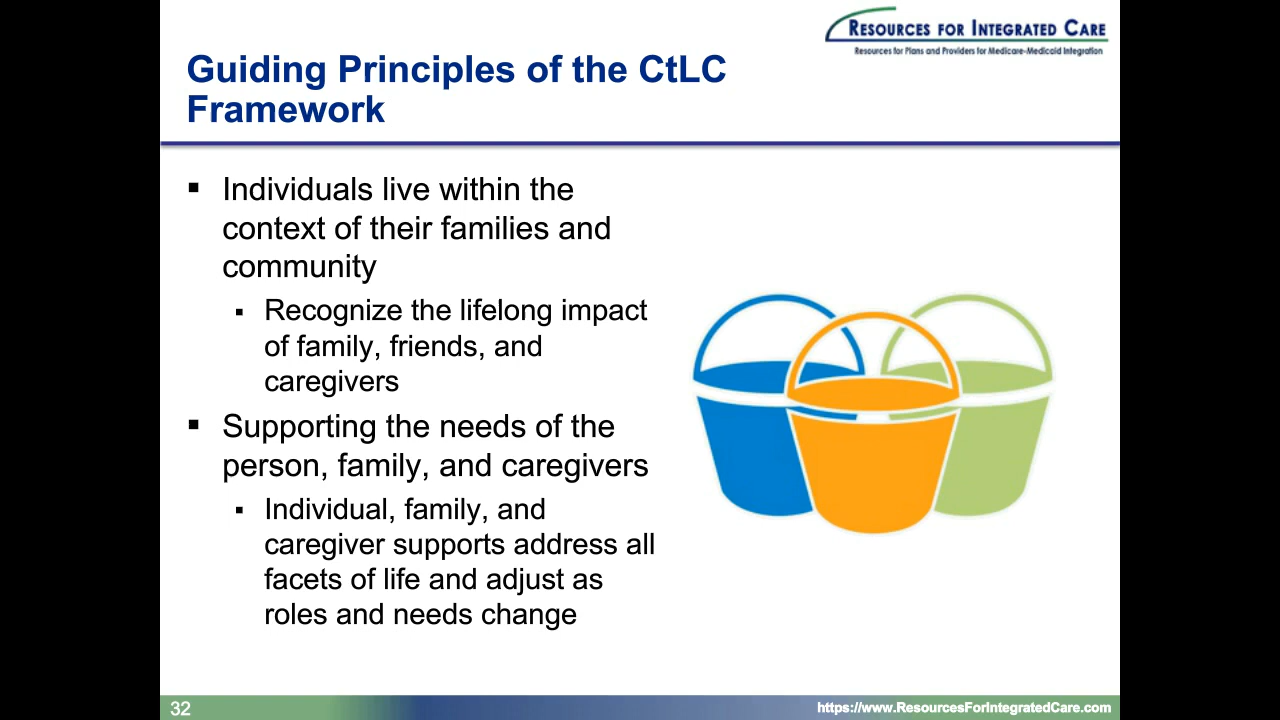 RESOURCES FOR INTEGRATED CARE
Resources for Plans and Providers for Medicare-Medicaid Integration
Guiding Principles of the CtLC
Framework
▪ Individuals live within the
context of their families and
community
▪ Recognize the lifelong impact
of family, friends, and
caregivers
▪ Supporting the needs of the
person, family, and caregivers
▪ Individual, family, and
caregiver supports address all
facets of life and adjust as
roles and needs change
32
https://www.ResourcesForIntegratedCare.com